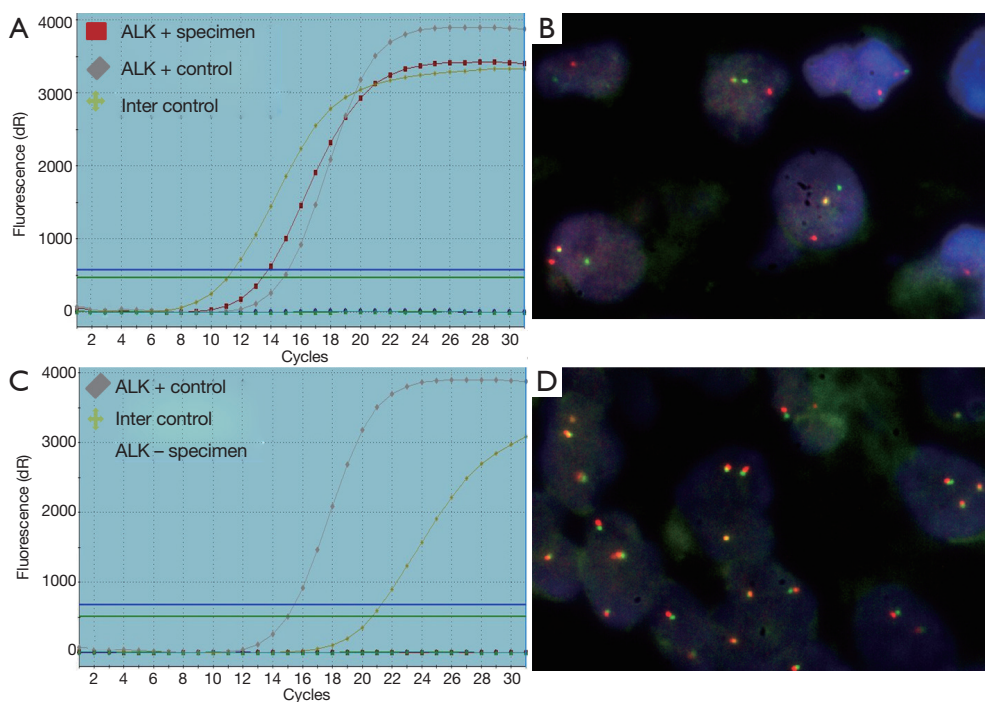 A
ALK + specimen
ALK + control
Inter control
Fluorescence (dR)
4000
3000
2000
1000
0
2 4 6 8 10 12 14 16 18 20 22 24 26 28 30
Cycles
B
C
ALK + control
Inter control
ALK – specimen
Fluorescence (dR)
4000
3000
2000
1000
0
2 4 6 8 10 12 14 16 18 20 22 24 26 28 30
Cycles
D